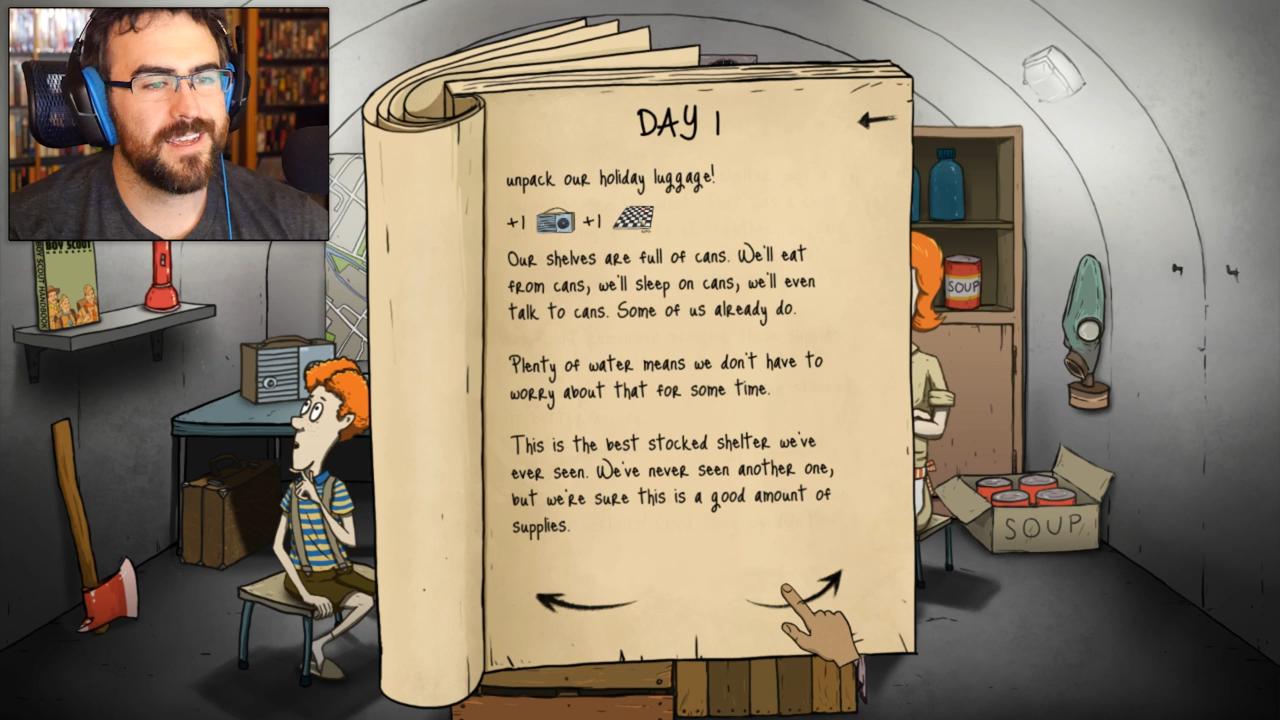 DAY 1
unpack our holiday luggage!
+1 +1
Our shelves are full of cans. We'll eat
from cans, we'll sleep on cans, we'll even
talk to cans. Some of us already do.
Plenty of water means we don't have to
worry about that for some time.
This is the best stocked shelter we've
ever seen. We've never seen another one,
but we're sure this is a good amount of
supplies.
BOY SCOUT
BOY SCOUT HANDBOOK
SOUP
SOUP